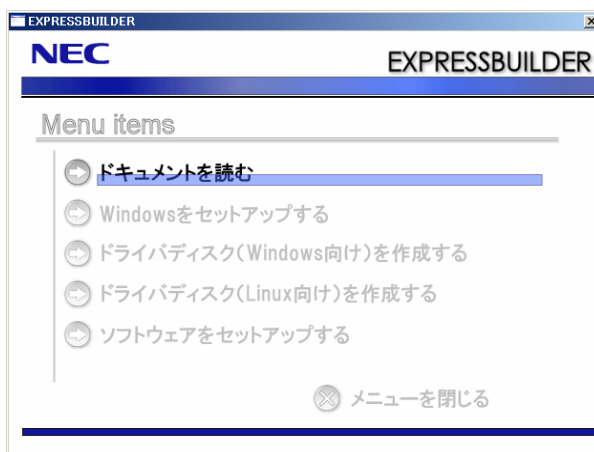 EXPRESSBUILDER
NEC
EXPRESSBUILDER
Menu items
ドキュメントを読む
Windowsをセットアップする
ドライバディスク(Windows向け)を作成する
ドライバディスク(Linux向け)を作成する
ソフトウェアをセットアップする
メニューを閉じる